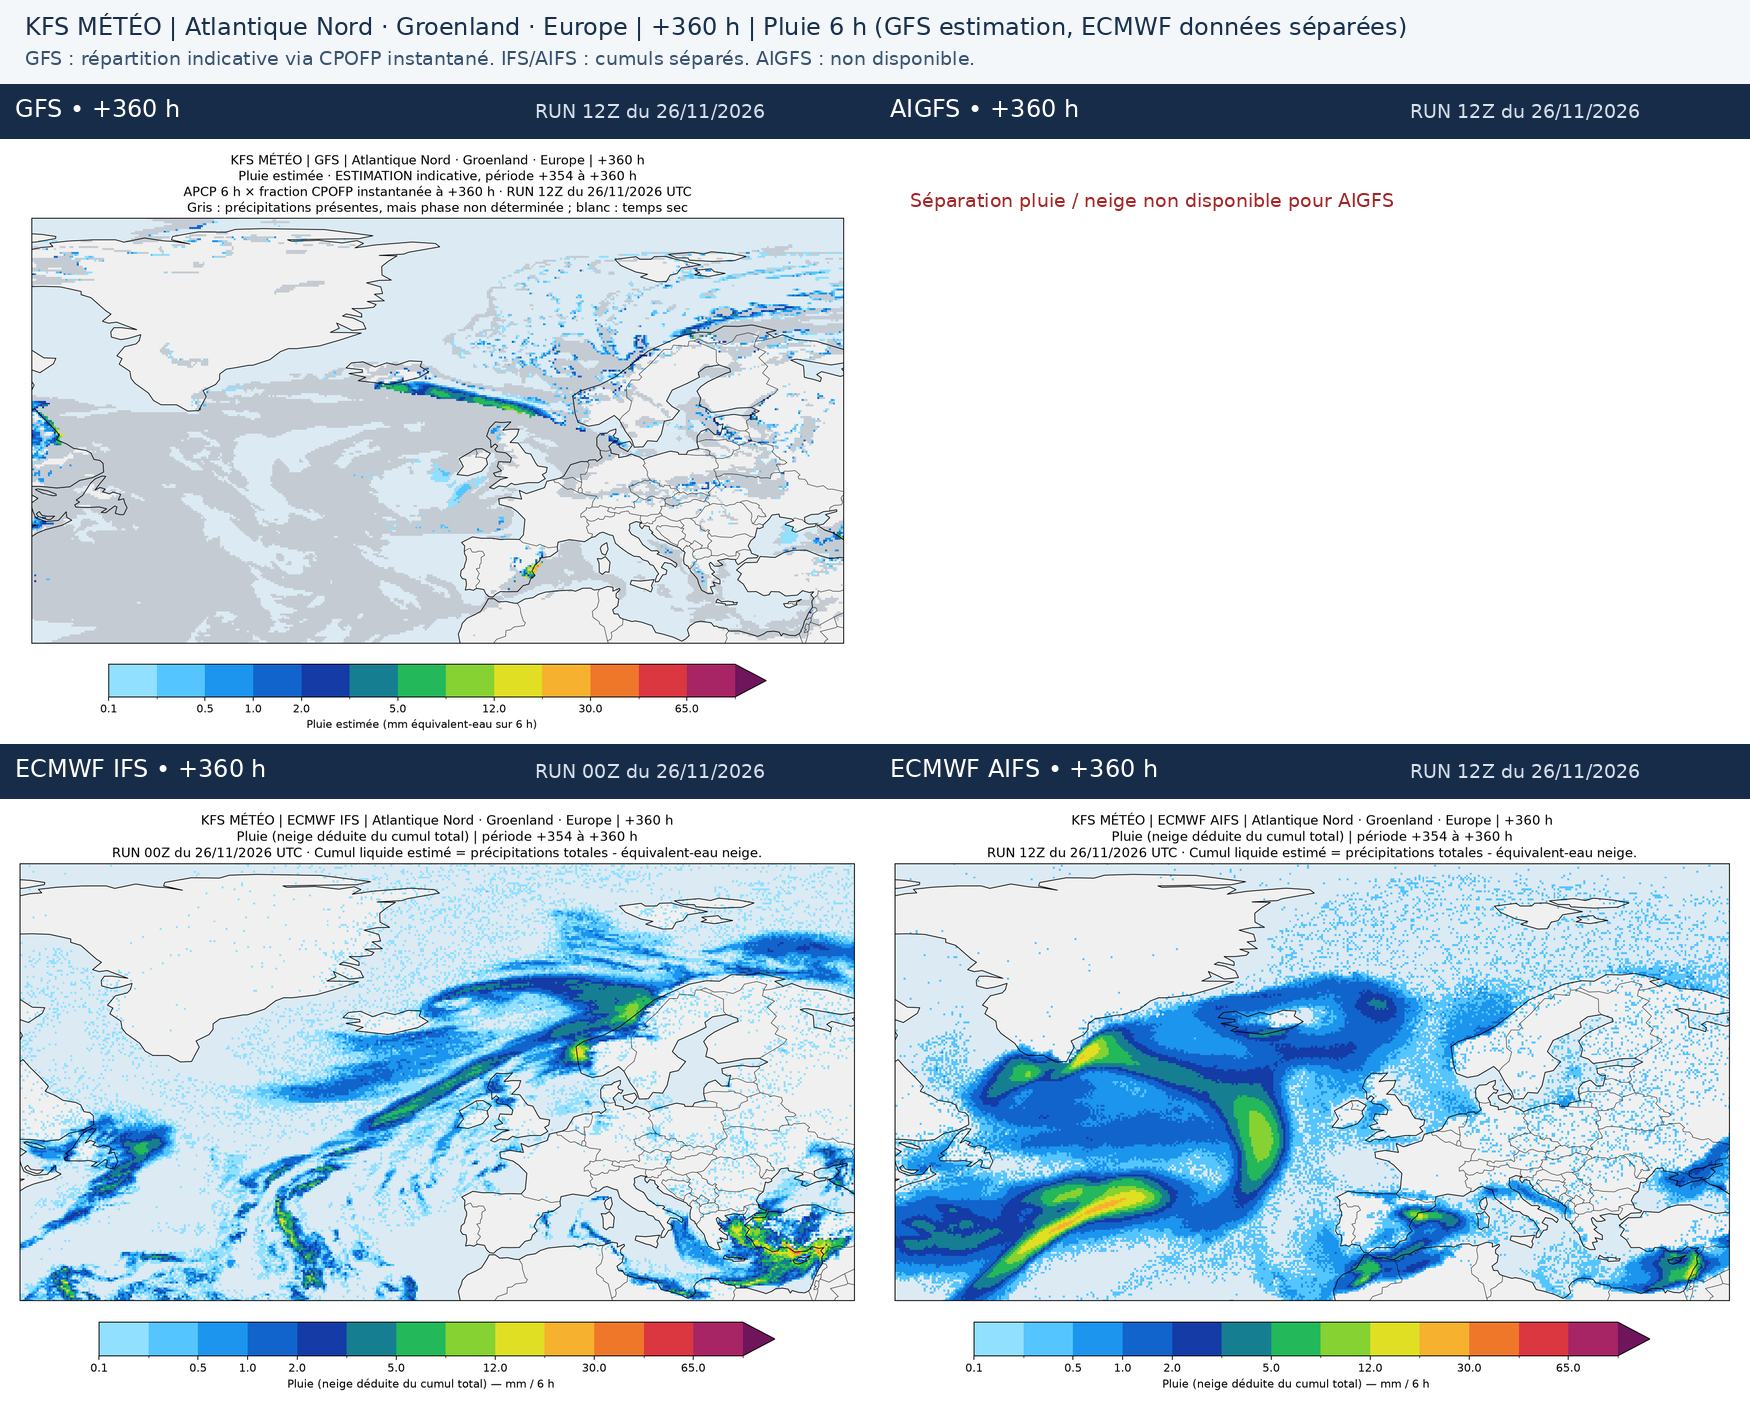 KFS MÉTÉO | Atlantique Nord · Groenland · Europe | +360 h | Pluie 6 h (GFS estimation, ECMWF données séparées)
GFS : répartition indicative via CPOFP instantané. IFS/AIFS : cumuls séparés. AIGFS : non disponible.
GFS • +360 h
RUN 12Z du 26/11/2026
AIGFS • +360 h
RUN 12Z du 26/11/2026
KFS MÉTÉO | GFS | Atlantique Nord · Groenland · Europe | +360 h
Pluie estimée · ESTIMATION indicative, période +354 à +360 h
APCP 6 h × fraction CPOFP instantanée à +360 h · RUN 12Z du 26/11/2026 UTC
Gris : précipitations présentes, mais phase non déterminée ; blanc : temps sec
Séparation pluie / neige non disponible pour AIGFS
0.1 0.5 1.0 2.0 5.0 12.0 30.0 65.0
Pluie estimée (mm équivalent-eau sur 6 h)
ECMWF IFS • +360 h
RUN 00Z du 26/11/2026
ECMWF AIFS • +360 h
RUN 12Z du 26/11/2026
KFS MÉTÉO | ECMWF IFS | Atlantique Nord · Groenland · Europe | +360 h
Pluie (neige déduite du cumul total) | période +354 à +360 h
RUN 00Z du 26/11/2026 UTC · Cumul liquide estimé = précipitations totales - équivalent-eau neige.
0.1 0.5 1.0 2.0 5.0 12.0 30.0 65.0
Pluie (neige déduite du cumul total) — mm / 6 h
KFS MÉTÉO | ECMWF AIFS | Atlantique Nord · Groenland · Europe | +360 h
Pluie (neige déduite du cumul total) | période +354 à +360 h
RUN 12Z du 26/11/2026 UTC · Cumul liquide estimé = précipitations totales - équivalent-eau neige.
0.1 0.5 1.0 2.0 5.0 12.0 30.0 65.0
Pluie (neige déduite du cumul total) — mm / 6 h